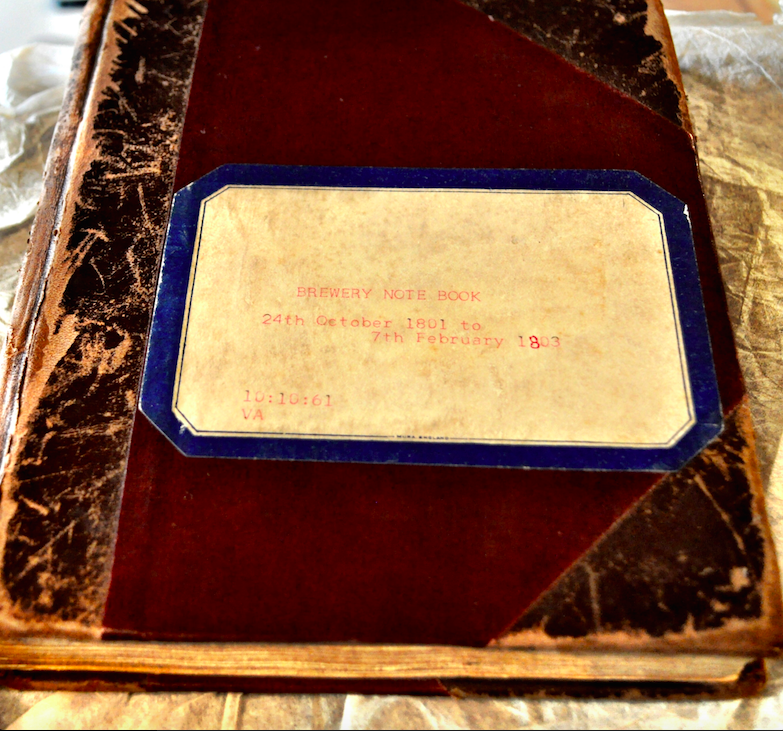 BREWERY NOTE BOOK
24th October 1801 to
7th February 1803
10:10:61
VA